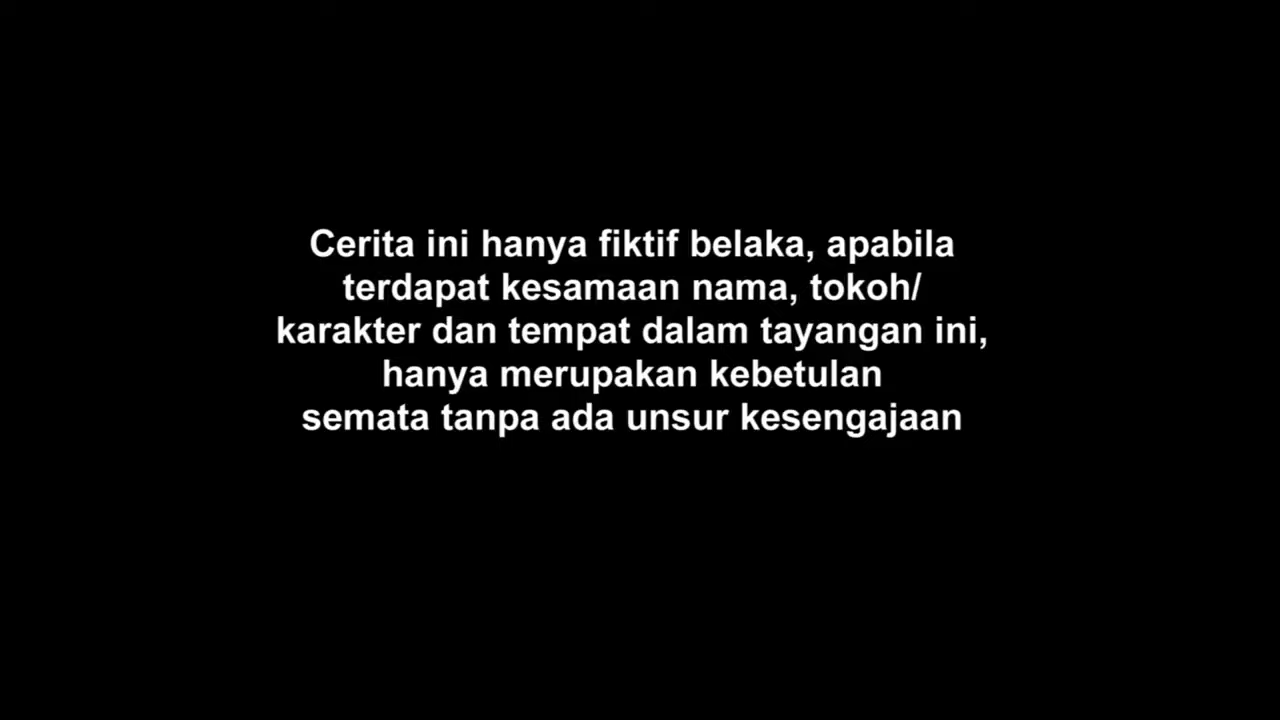 Cerita ini hanya fiktif belaka, apabila
terdapat kesamaan nama, tokoh/
karakter dan tempat dalam tayangan ini,
hanya merupakan kebetulan
semata tanpa ada unsur kesengajaan